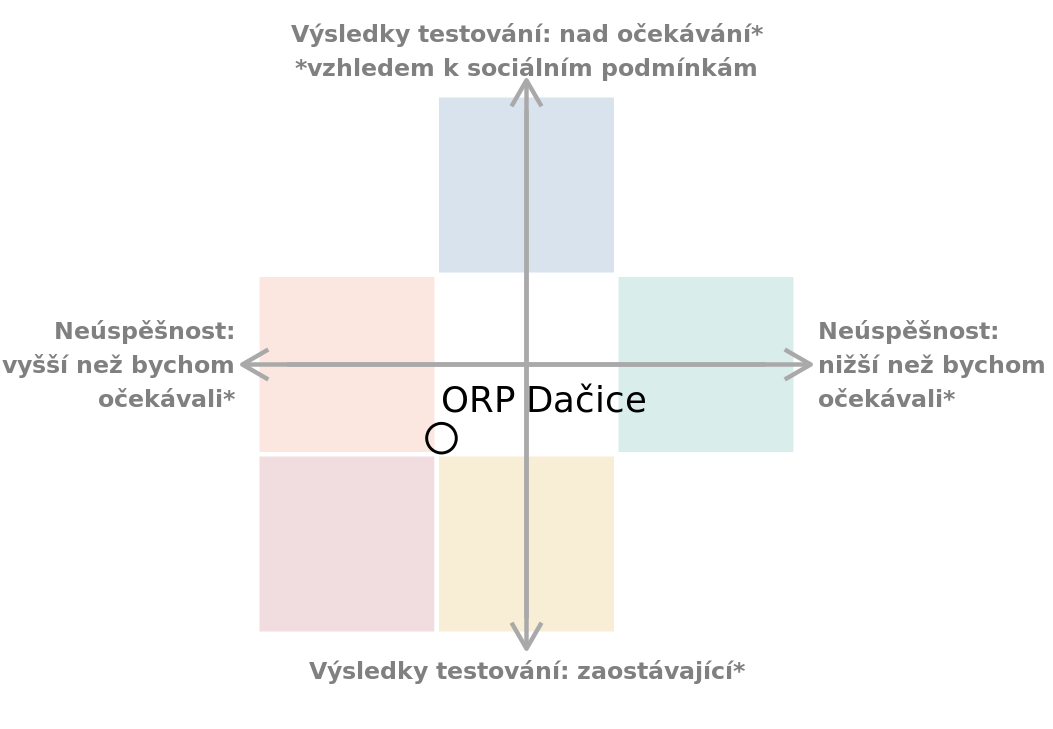 Výsledky testování: nad očekávání*
*vzhledem k sociálním podmínkám
Neúspěšnost:
vyšší než bychom
očekávali*
Neúspěšnost:
nižší než bychom
očekávali*
ORP Dačice
Výsledky testování: zaostávající*